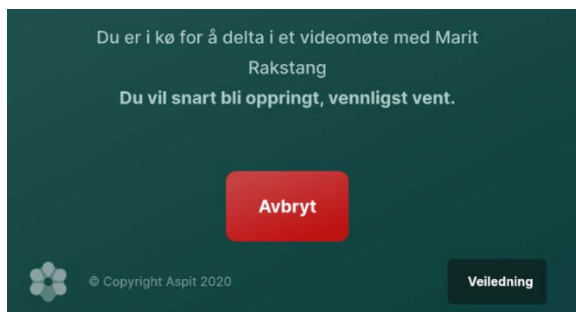 Du er i kø for å delta i et videomøte med Marit
Rakstang
Du vil snart bli oppringt, vennligst vent.
Avbryt
© Copyright Aspit 2020
Veiledning